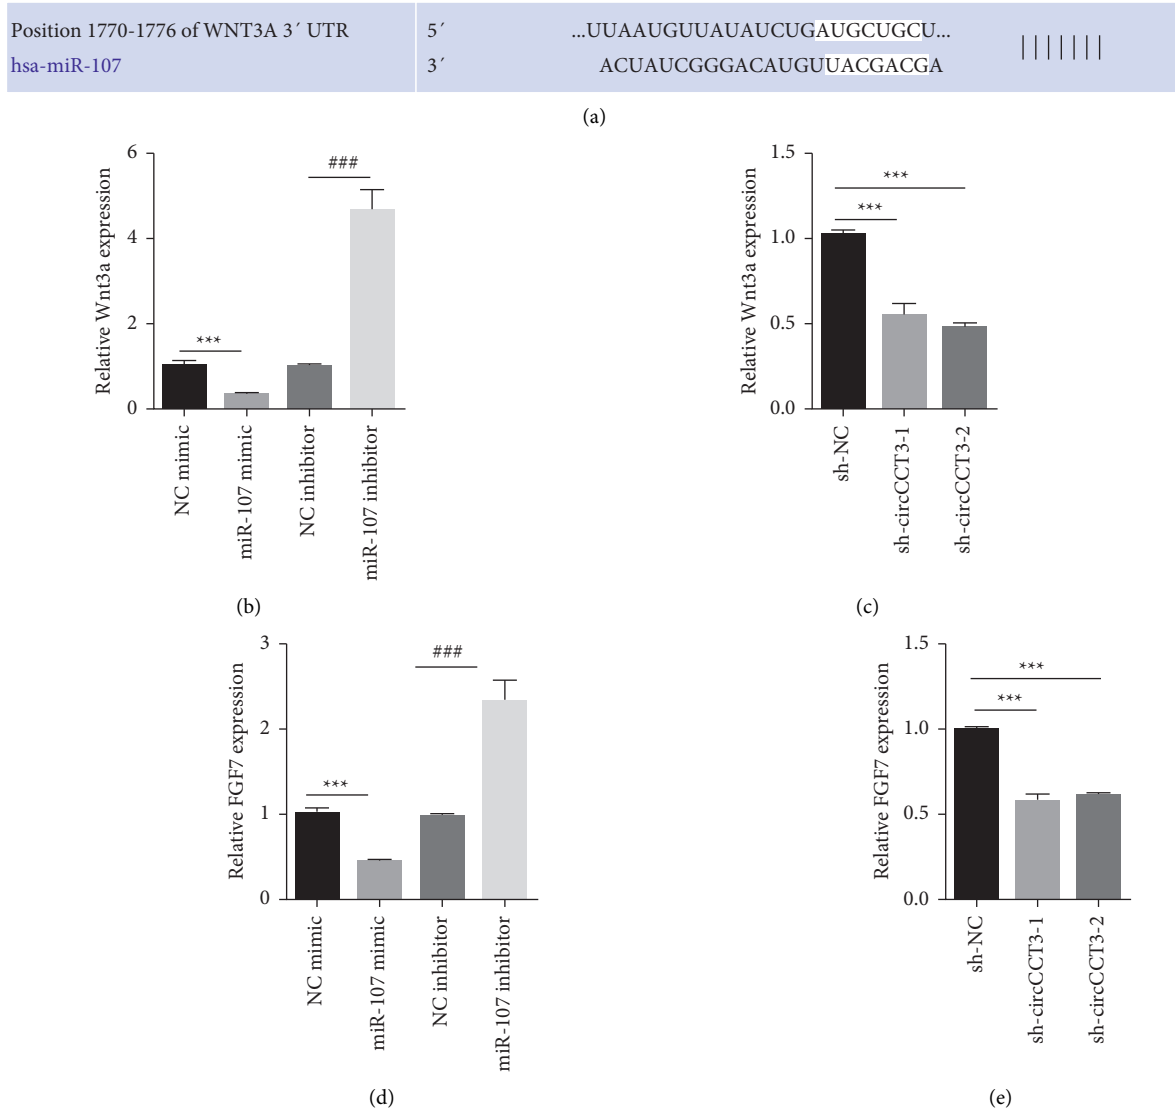 Position 1770-1776 of WNT3A 3´ UTR 5´ ...UUAAUGUUAUAUCUGAUGCUGCU...
hsa-miR-107 3´ ACUAUCGGGACAUGUUACGACGA
(a)
Relative Wnt3a expression
6
4
2
0
***
###
NC mimic
miR-107 mimic
NC inhibitor
miR-107 inhibitor
(b)
Relative Wnt3a expression
1.5
1.0
0.5
0.0
***
***
sh-NC
sh-circCCT3-1
sh-circCCT3-2
(c)
Relative FGF7 expression
3
2
1
0
***
###
NC mimic
miR-107 mimic
NC inhibitor
miR-107 inhibitor
(d)
Relative FGF7 expression
1.5
1.0
0.5
0.0
***
***
sh-NC
sh-circCCT3-1
sh-circCCT3-2
(e)